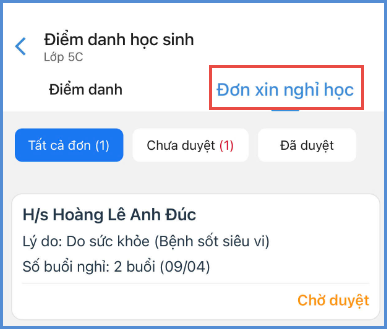 Điểm danh học sinh
Lớp 5C
Điểm danh
Đơn xin nghỉ học
Tất cả đơn (1)
Chưa duyệt (1)
Đã duyệt
H/s Hoàng Lê Anh Đúc
Lý do: Do sức khỏe (Bệnh sốt siêu vi)
Số buổi nghỉ: 2 buổi (09/04)
Chờ duyệt